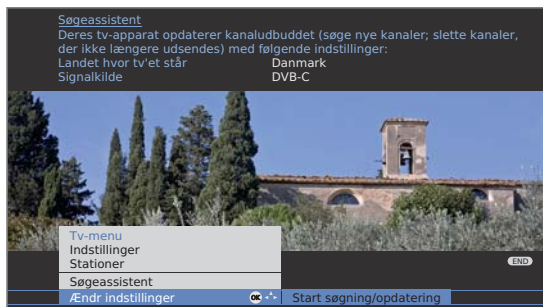 Søgeassistent
Deres tv-apparat opdaterer kanaludbuddet (søge nye kanaler; slette kanaler,
der ikke længere udsendes) med følgende indstillinger:
Landet hvor tv'et står Danmark
Signalkilde DVB-C
Tv-menu
Indstillinger
Stationer
END
Søgeassistent
Ændr indstillinger OK Start søgning/opdatering